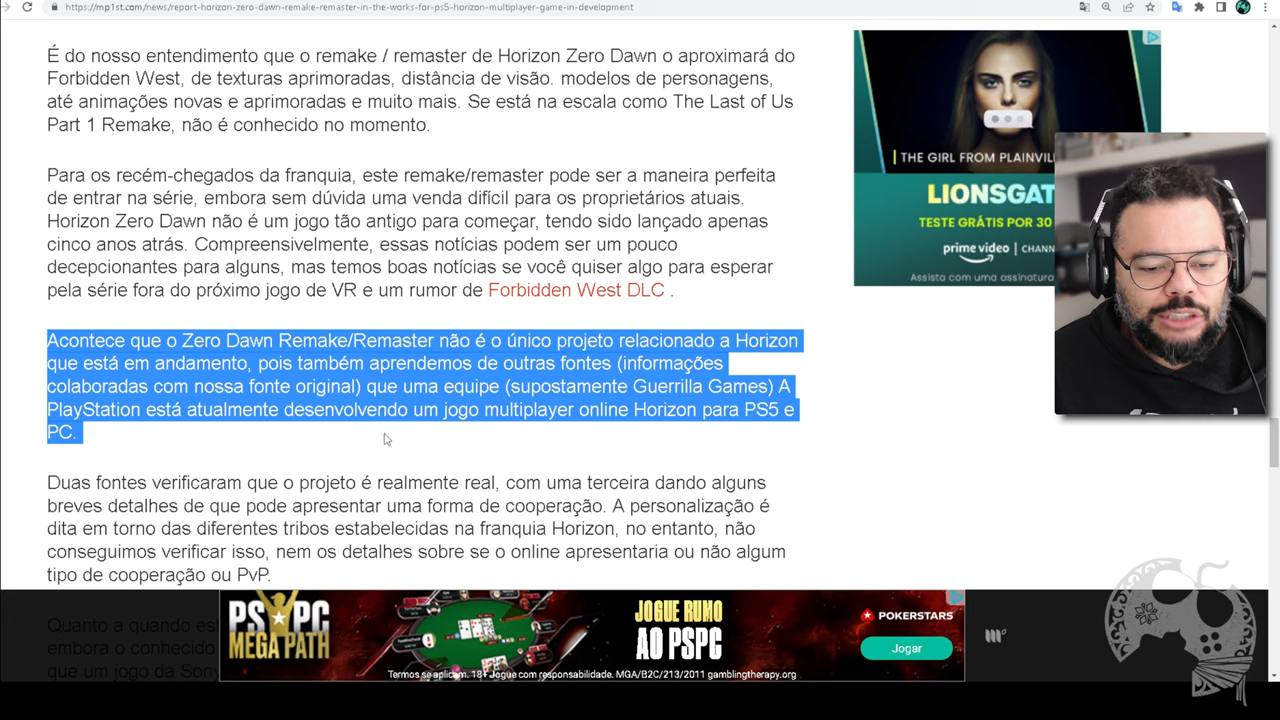 https://mp1st.com/news/report-horizon-zero-dawn-remake-remaster-in-the-works-for-ps5-horizon-multiplayer-game-in-development
É do nosso entendimento que o remake / remaster de Horizon Zero Dawn o aproximará do
Forbidden West, de texturas aprimoradas, distância de visão. modelos de personagens,
até animações novas e aprimoradas e muito mais. Se está na escala como The Last of Us
Part 1 Remake, não é conhecido no momento.
Para os recém-chegados da franquia, este remake/remaster pode ser a maneira perfeita
de entrar na série, embora sem dúvida uma venda difícil para os proprietários atuais.
Horizon Zero Dawn não é um jogo tão antigo para começar, tendo sido lançado apenas
cinco anos atrás. Compreensivelmente, essas notícias podem ser um pouco
decepcionantes para alguns, mas temos boas notícias se você quiser algo para esperar
pela série fora do próximo jogo de VR e um rumor de Forbidden West DLC .
Acontece que o Zero Dawn Remake/Remaster não é o único projeto relacionado a Horizon
que está em andamento, pois também aprendemos de outras fontes (informações
colaboradas com nossa fonte original) que uma equipe (supostamente Guerrilla Games) A
PlayStation está atualmente desenvolvendo um jogo multiplayer online Horizon para PS5 e
PC.
Duas fontes verificaram que o projeto é realmente real, com uma terceira dando alguns
breves detalhes de que pode apresentar uma forma de cooperação. A personalização é
dita em torno das diferentes tribos estabelecidas na franquia Horizon, no entanto, não
conseguimos verificar isso, nem os detalhes sobre se o online apresentaria ou não algum
tipo de cooperação ou PvP.
Quanto a quando est
embora o conhecido
que um jogo da Sony
THE GIRL FROM PLAINVIL
LIONSGAT
TESTE GRÁTIS POR 30
prime video | CHANN
Assista com uma assinatura
PS PC
MEGA PATH
JOGUE RUMO
AO PSPC
POKERSTARS
Jogar
Termos se aplicam. 18+ Jogue com responsabilidade. MGA/B2C/213/2011 gamblingtherapy.org